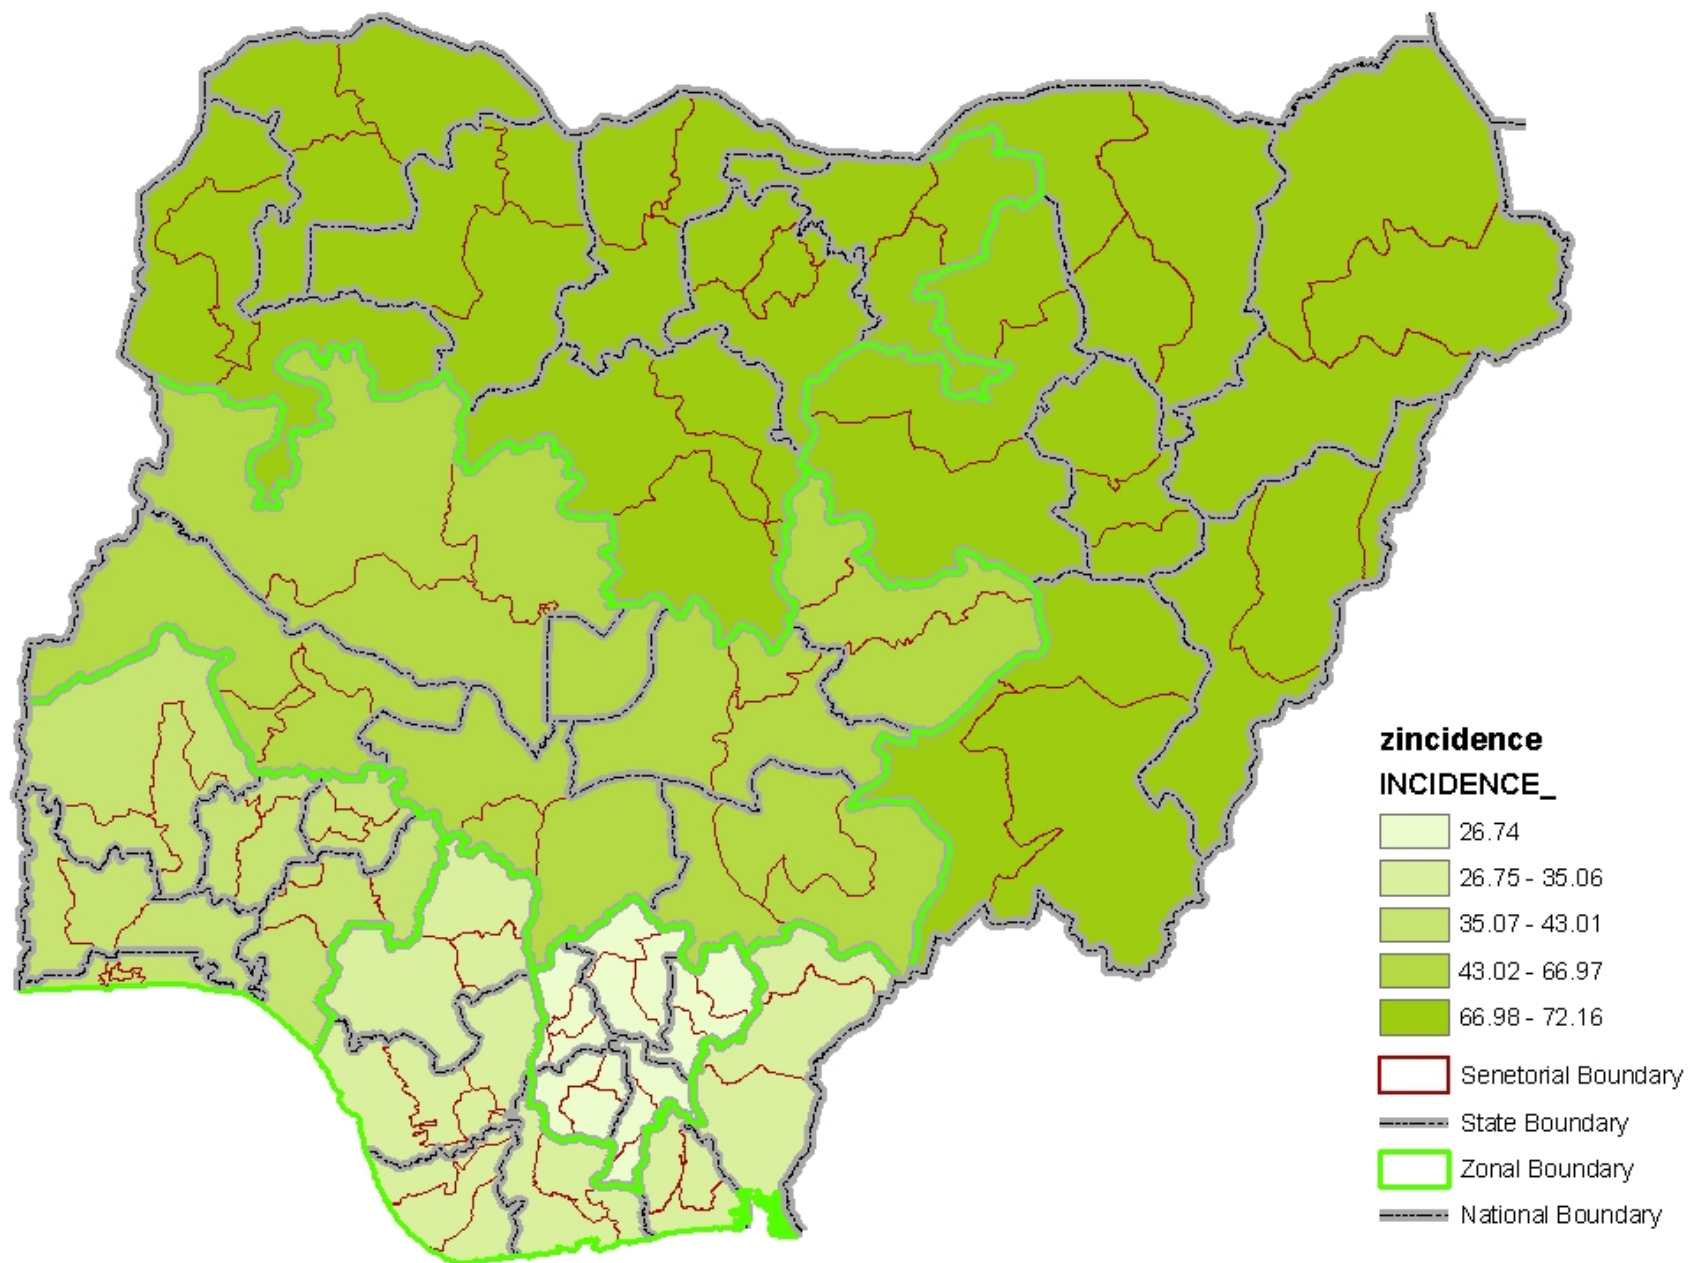 zincidence
INCIDENCE_
26.74
26.75 - 35.06
35.07 - 43.01
43.02 - 66.97
66.98 - 72.16
Senetorial Boundary
State Boundary
Zonal Boundary
National Boundary